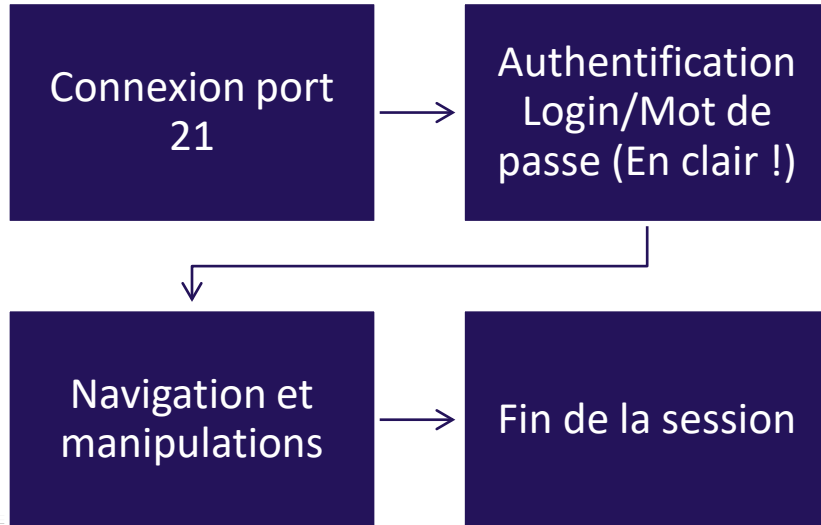 Connexion port
21
Authentification
Login/Mot de
passe (En clair !)
Navigation et
manipulations
Fin de la session